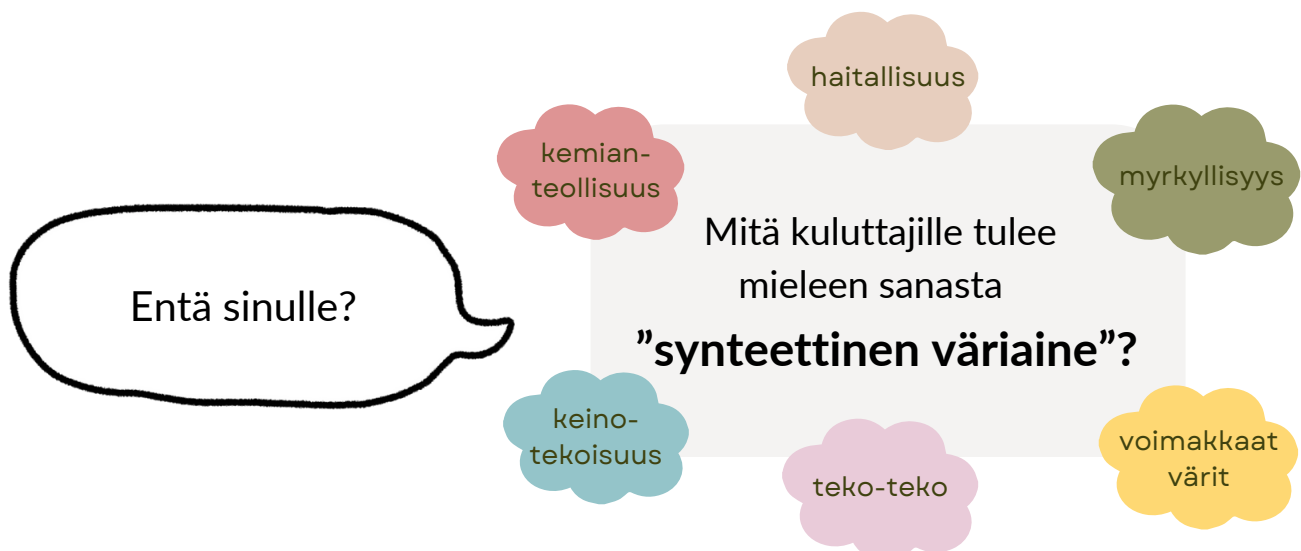 haitallisuus
kemian-
teollisuus
myrkyllisyys
Mitä kuluttajille tulee
mieleen sanasta
”synteettinen väriaine”?
Entä sinulle?
keino-
tekoisuus
teko-teko
voimakkaat
värit